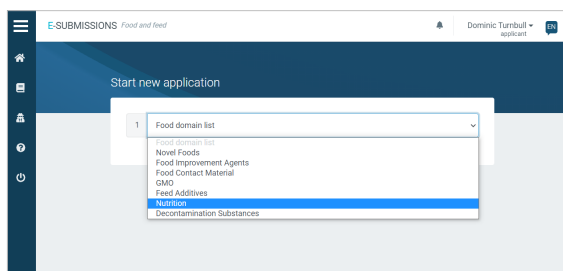 E-SUBMISSIONS Food and feed
Dominic Turnbull
applicant
EN
Start new application
1 Food domain list
Food domain list
Novel Foods
Food Improvement Agents
Food Contact Material
GMO
Feed Additives
Nutrition
Decontamination Substances